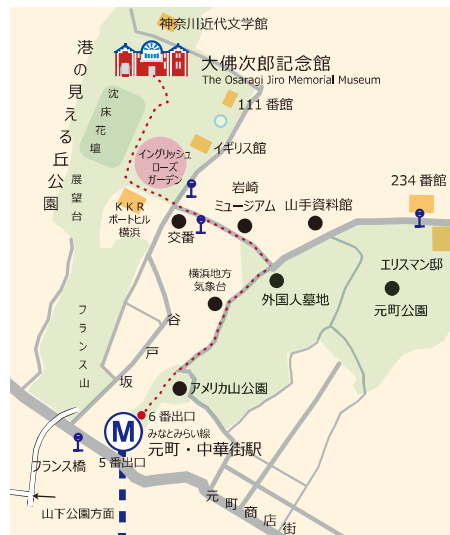 神奈川近代文学館
大佛次郎記念館
The Osaragi Jiro Memorial Museum
港の見える丘公園
沈床花壇
展望台
111番館
イギリス館
イングリッシュ
ローズ
ガーデン
KKR
ポートヒル
横浜
交番
岩崎
ミュージアム
山手資料館
234番館
エリスマン邸
元町公園
外国人墓地
横浜地方
気象台
フランス山
谷戸坂
アメリカ山公園
6番出口
M
みなとみらい線
元町・中華街駅
5番出口
フランス橋
山下公園方面
元町商店街